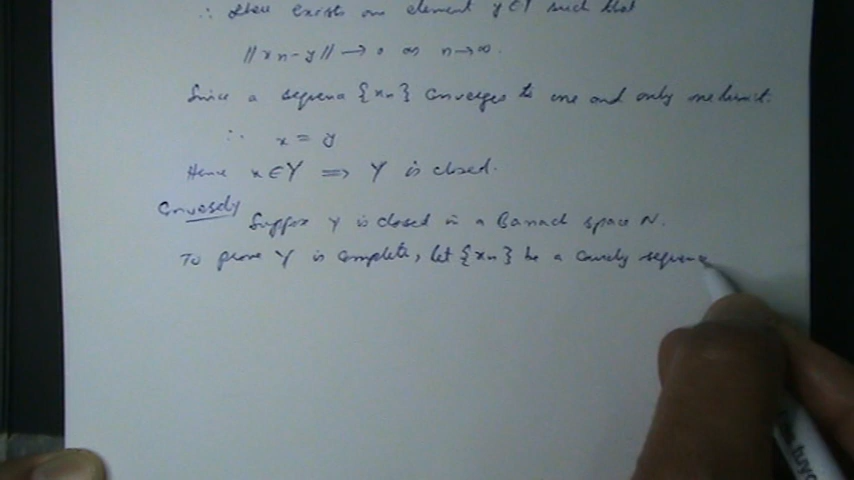 ∴ there exists an element y ∈ Y such that
||xn - y|| → 0 as n → ∞.
Since a sequence {xn} converges to one and only one limit.
∴ x = y
Hence x ∈ Y ⟹ Y is closed.
Conversely Suppose Y is closed in a Banach space N.
To prove Y is complete, let {xn} be a Cauchy sequence